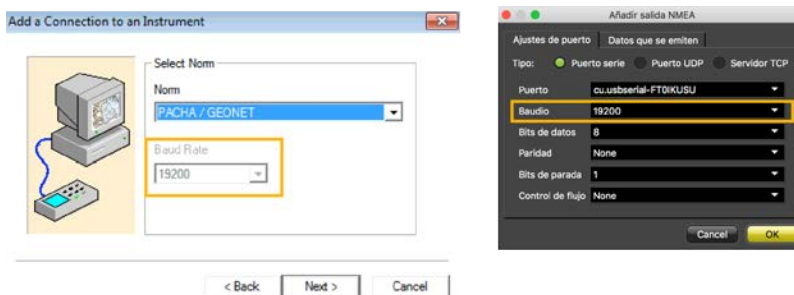 Add a Connection to an Instrument
Select Norm
Norm
PACHA / GEONET
Baud Rate
19200
< Back Next > Cancel
Añadir salida NMEA
Ajustes de puerto Datos que se emiten
Tipo: Puerto serie Puerto UDP Servidor TCP
Puerto cu.usbserial-FT0IKUSU
Baudio 19200
Bits de datos 8
Paridad None
Bits de parada 1
Control de flujo None
Cancel OK